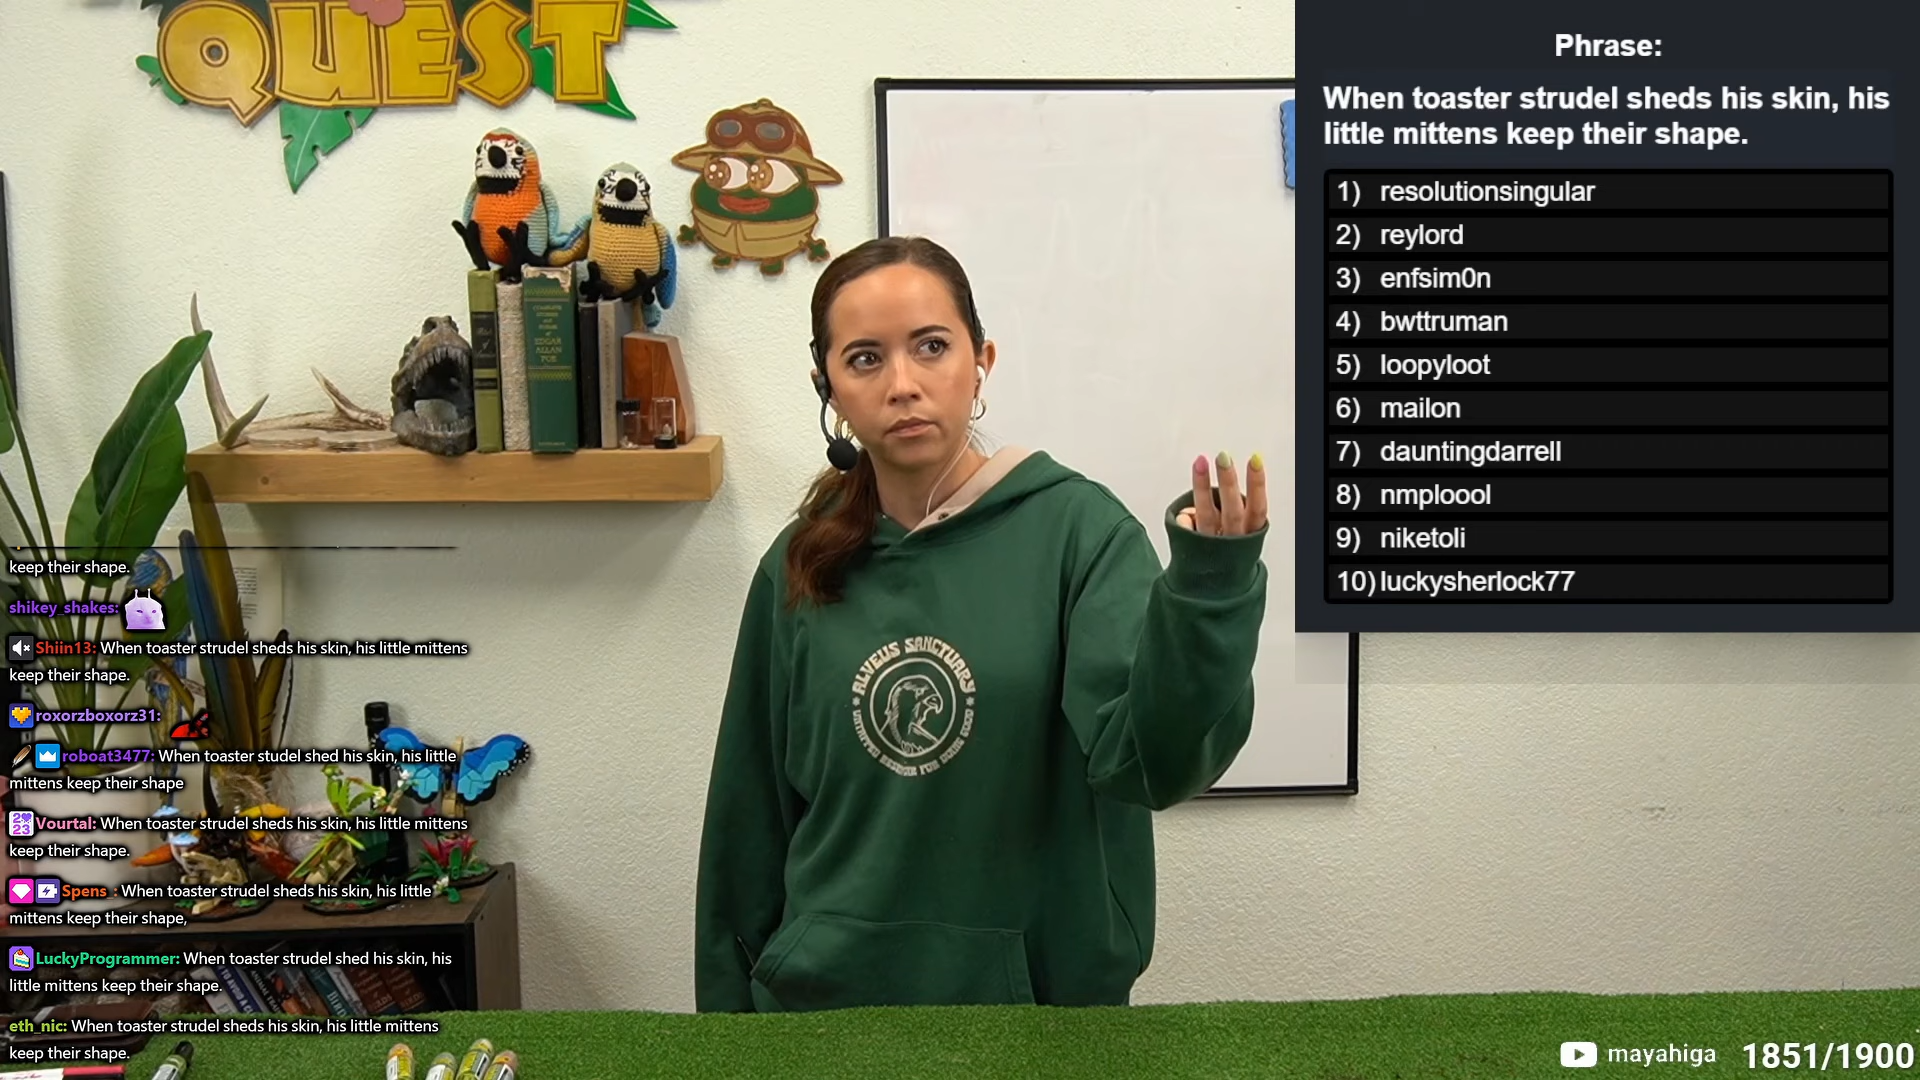 QUEST
Phrase:
When toaster strudel sheds his skin, his
little mittens keep their shape.
1) resolutionsingular
2) reylord
3) enfsim0n
4) bwttruman
5) loopyloot
6) mailon
7) dauntingdarrell
8) nmploool
9) niketoli
10) luckysherlock77
EDGAR
ALLAN
POE
ALVEUS SANCTUARY
keep their shape.
shikey_shakes:
Shiin13: When toaster strudel sheds his skin, his little mittens
keep their shape.
roxorzboxorz31:
roboat3477: When toaster studel shed his skin, his little
mittens keep their shape
Vourtal: When toaster strudel sheds his skin, his little mittens
keep their shape.
Spens_: When toaster strudel sheds his skin, his little
mittens keep their shape,
LuckyProgrammer: When toaster strudel shed his skin, his
little mittens keep their shape.
eth_nic: When toaster strudel sheds his skin, his little mittens
keep their shape.
mayahiga 1851/1900